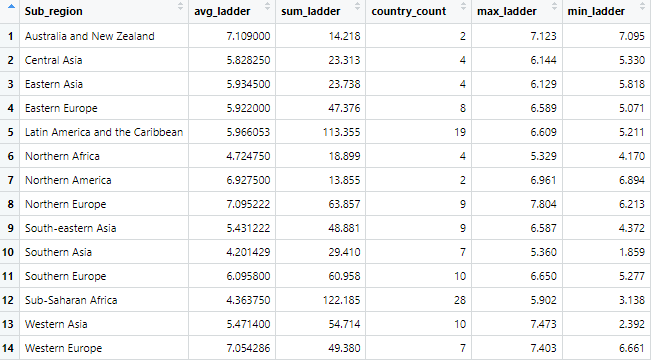 Sub_region avg_ladder sum_ladder country_count max_ladder min_ladder
1 Australia and New Zealand 7.109000 14.218 2 7.123 7.095
2 Central Asia 5.828250 23.313 4 6.144 5.330
3 Eastern Asia 5.934500 23.738 4 6.129 5.818
4 Eastern Europe 5.922000 47.376 8 6.589 5.071
5 Latin America and the Caribbean 5.966053 113.355 19 6.609 5.211
6 Northern Africa 4.724750 18.899 4 5.329 4.170
7 Northern America 6.927500 13.855 2 6.961 6.894
8 Northern Europe 7.095222 63.857 9 7.804 6.213
9 South-eastern Asia 5.431222 48.881 9 6.587 4.372
10 Southern Asia 4.201429 29.410 7 5.360 1.859
11 Southern Europe 6.095800 60.958 10 6.650 5.277
12 Sub-Saharan Africa 4.363750 122.185 28 5.902 3.138
13 Western Asia 5.471400 54.714 10 7.473 2.392
14 Western Europe 7.054286 49.380 7 7.403 6.661